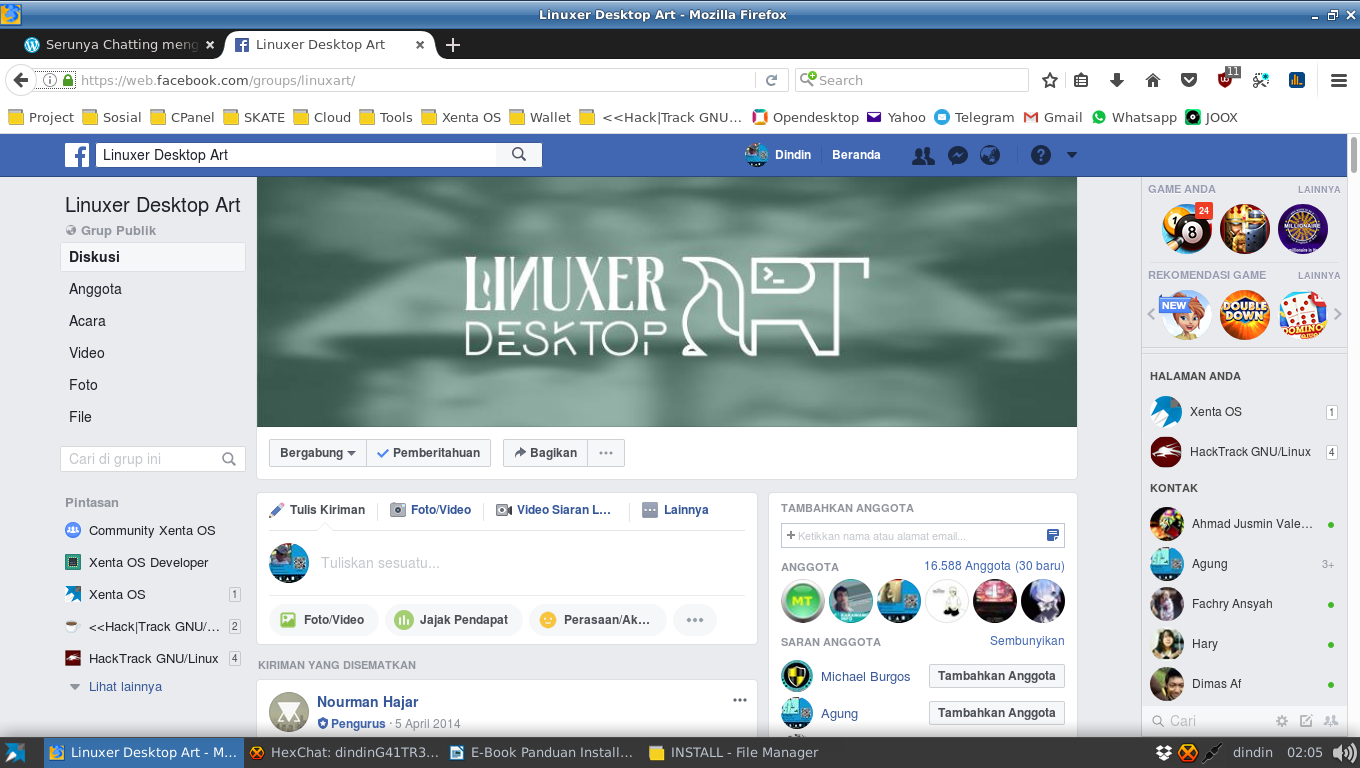 Linuxer Desktop Art - Mozilla Firefox
Serunya Chatting meng
Linuxer Desktop Art
https://web.facebook.com/groups/linuxart/
Search
11
Project Sosial CPanel SKATE Cloud Tools Xenta OS Wallet <<Hack|Track GNU... Opendesktop Yahoo Telegram Gmail Whatsapp JOOX
Linuxer Desktop Art
Dindin Beranda
Linuxer Desktop Art
Grup Publik
Diskusi
Anggota
Acara
Video
Foto
File
Cari di grup ini
Pintasan
Community Xenta OS
Xenta OS Developer
Xenta OS 1
<<Hack|Track GNU/... 2
HackTrack GNU/Linux 4
Lihat lainnya
LINUXER
DESKTOP
ART
Bergabung Pemberitahuan Bagikan
Tulis Kiriman Foto/Video Video Siaran L... Lainnya
Tuliskan sesuatu...
Foto/Video Jajak Pendapat Perasaan/Ak...
KIRIMAN YANG DISEMATKAN
Nourman Hajar
Pengurus · 5 April 2014
TAMBAHKAN ANGGOTA
Ketikkan nama atau alamat email...
ANGGOTA 16.588 Anggota (30 baru)
MT
SARAN ANGGOTA Sembunyikan
Michael Burgos Tambahkan Anggota
Agung Tambahkan Anggota
GAME ANDA LAINNYA
24
1
8
MILLIONAIRE
REKOMENDASI GAME LAINNYA
NEW
DOUBLE
DOWN
DOMINO
HALAMAN ANDA
Xenta OS 1
HackTrack GNU/Linux 4
KONTAK
Ahmad Jusmin Vale...
Agung 3+
Fachry Ansyah
Hary
Dimas Af
Cari
Linuxer Desktop Art - M...
HexChat: dindinG41TR3...
E-Book Panduan Install...
INSTALL - File Manager
dindin 02:05